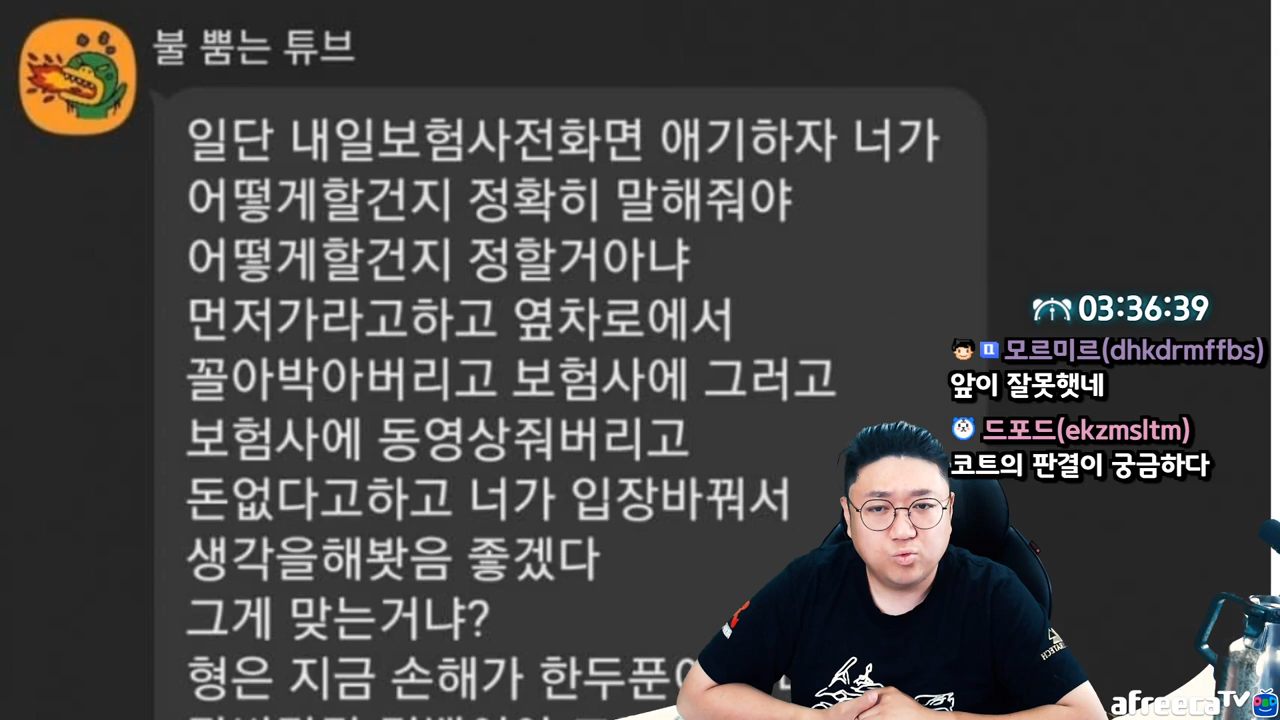 불 뿜는 튜브
일단 내일보험사전화면 얘기하자 너가
어떻게할건지 정확히 말해줘야
어떻게할건지 정할거아냐
먼저가라고하고 옆차로에서
꼴아박아버리고 보험사에 그러고
보험사에 동영상줘버리고
돈없다고하고 너가 입장바꿔서
생각을해봣음 좋겠다
그게 맞는거냐?
형은 지금 손해가
03:36:39
모르미르(dhkdrmffbs)
앞이 잘못햇네
드포드(ekzmsltm)
코트의 판결이 궁금하다
afreecaTV